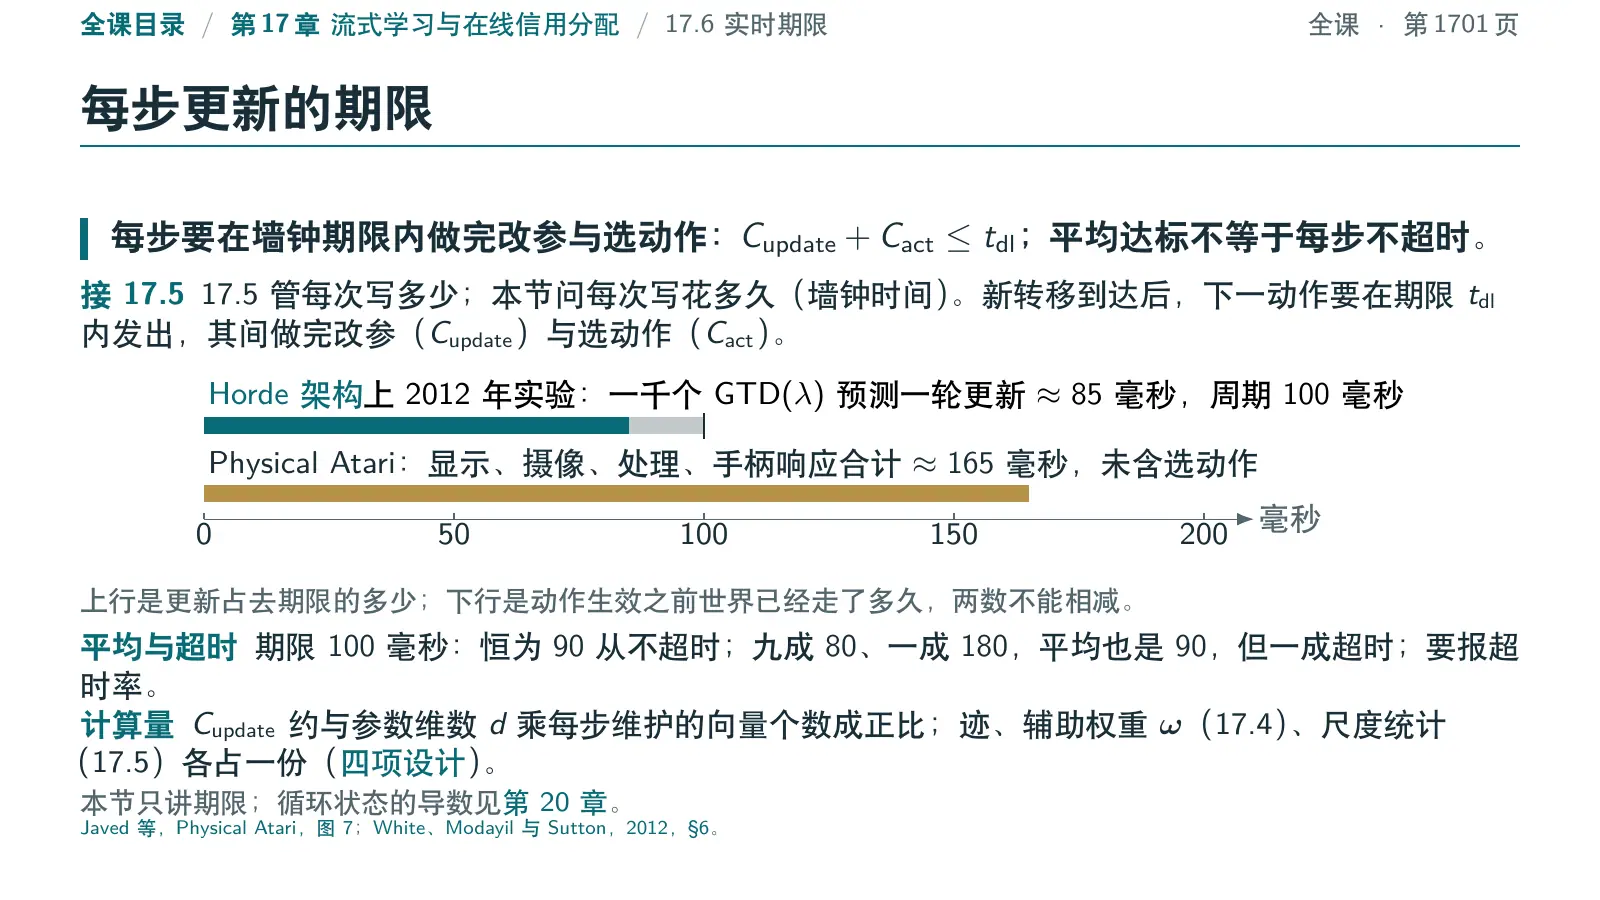 全课目录 / 第 17 章 流式学习与在线信用分配 / 17.6 实时期限
全课 · 第 1701 页
每步更新的期限
每步要在墙钟期限内做完改参与选动作：C_update + C_act ≤ t_dl；平均达标不等于每步不超时。
接 17.5 17.5 管每次写多少；本节问每次写花多久（墙钟时间）。新转移到达后，下一动作要在期限 t_dl
内发出，其间做完改参（C_update）与选动作（C_act）。
Horde 架构上 2012 年实验：一千个 GTD(λ) 预测一轮更新 ≈ 85 毫秒，周期 100 毫秒
Physical Atari：显示、摄像、处理、手柄响应合计 ≈ 165 毫秒，未含选动作
0 50 100 150 200 毫秒
上行是更新占去期限的多少；下行是动作生效之前世界已经走了多久，两数不能相减。
平均与超时 期限 100 毫秒：恒为 90 从不超时；九成 80、一成 180，平均也是 90，但一成超时；要报超
时率。
计算量 C_update 约与参数维数 d 乘每步维护的向量个数成正比；迹、辅助权重 ω（17.4）、尺度统计
（17.5）各占一份（四项设计）。
本节只讲期限；循环状态的导数见第 20 章。
Javed 等，Physical Atari，图 7；White、Modayil 与 Sutton，2012，§6。